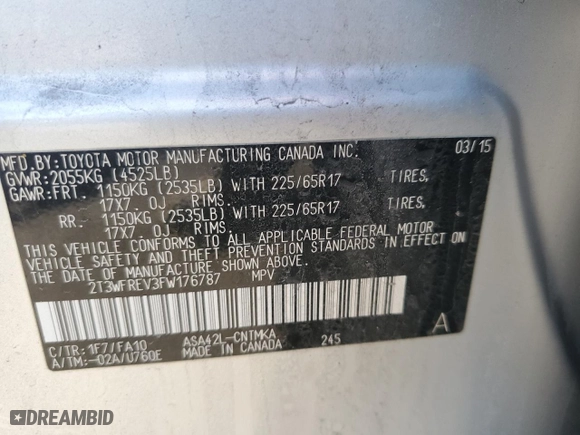 MFD.BY:TOYOTA MOTOR MANUFACTURING CANADA INC. 03/15
GVWR:2055KG (4525LB)
GAWR:FRT. 1150KG (2535LB) WITH 225/65R17 TIRES,
17X7. OJ RIMS.
RR. 1150KG (2535LB) WITH 225/65R17 TIRES,
17X7. OJ RIMS.
THIS VEHICLE CONFORMS TO ALL APPLICABLE FEDERAL MOTOR
VEHICLE SAFETY AND THEFT PREVENTION STANDARDS IN EFFECT ON
THE DATE OF MANUFACTURE SHOWN ABOVE.
2T3WFREV3FW176787 MPV
C/TR:1F7/FA10 ASA42L-CNTMKA 245 A
A/TM:-02A/U760E MADE IN CANADA
DREAMBID